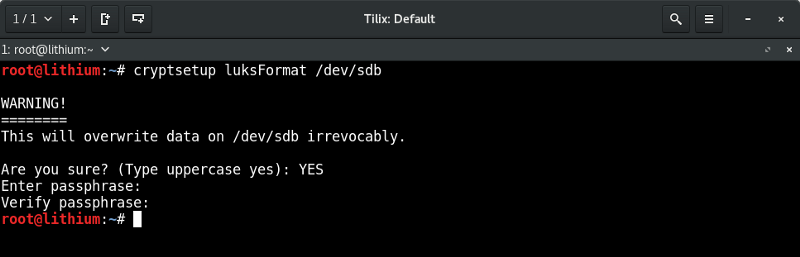 1 / 1
Tilix: Default
1: root@lithium:~
root@lithium:~# cryptsetup luksFormat /dev/sdb
WARNING!
========
This will overwrite data on /dev/sdb irrevocably.
Are you sure? (Type uppercase yes): YES
Enter passphrase:
Verify passphrase:
root@lithium:~#